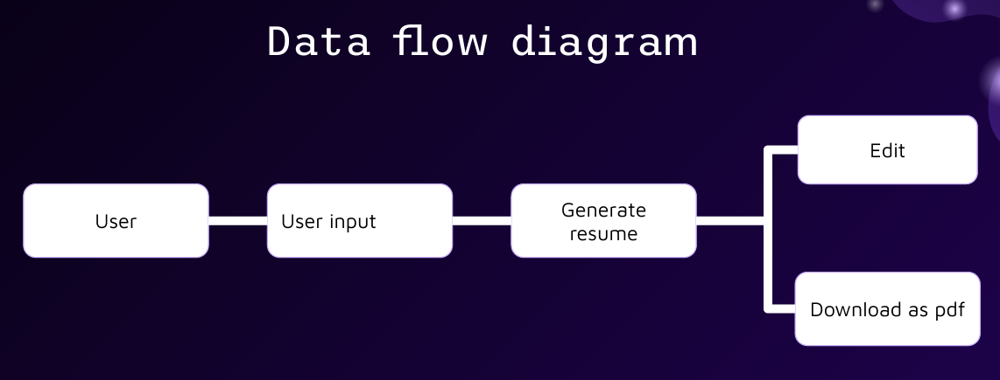 Data flow diagram
User
User input
Generate
resume
Edit
Download as pdf